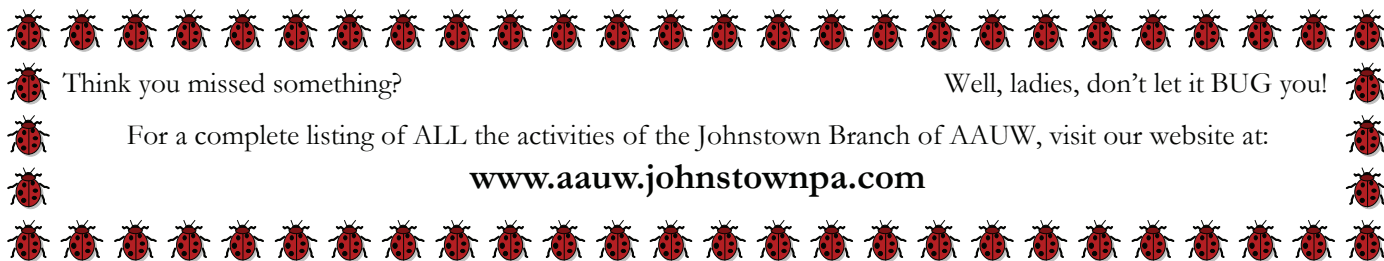 Think you missed something? Well, ladies, don’t let it BUG you!
For a complete listing of ALL the activities of the Johnstown Branch of AAUW, visit our website at:
www.aauw.johnstownpa.com